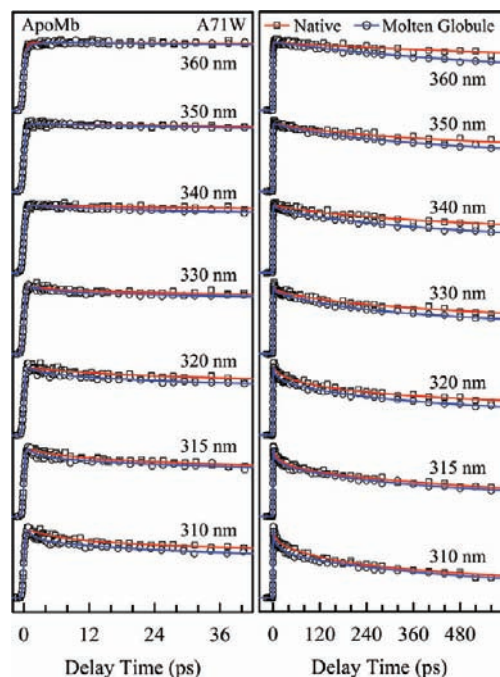 ApoMb A71W
360 nm
350 nm
340 nm
330 nm
320 nm
315 nm
310 nm
0 12 24 36
Delay Time (ps)
Native Molten Globule
360 nm
350 nm
340 nm
330 nm
320 nm
315 nm
310 nm
0 120 240 360 480
Delay Time (ps)